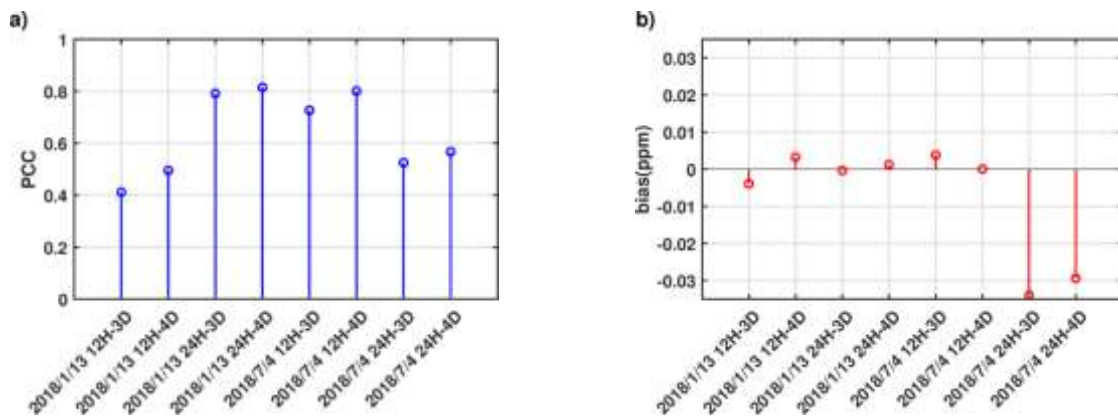 a)
1
0.8
0.6
0.4
0.2
0
PCC
2018/1/13 12H-3D
2018/1/13 12H-4D
2018/1/13 24H-3D
2018/1/13 24H-4D
2018/7/4 12H-3D
2018/7/4 12H-4D
2018/7/4 24H-3D
2018/7/4 24H-4D
b)
0.03
0.02
0.01
0
-0.01
-0.02
-0.03
bias(ppm)
2018/1/13 12H-3D
2018/1/13 12H-4D
2018/1/13 24H-3D
2018/1/13 24H-4D
2018/7/4 12H-3D
2018/7/4 12H-4D
2018/7/4 24H-3D
2018/7/4 24H-4D